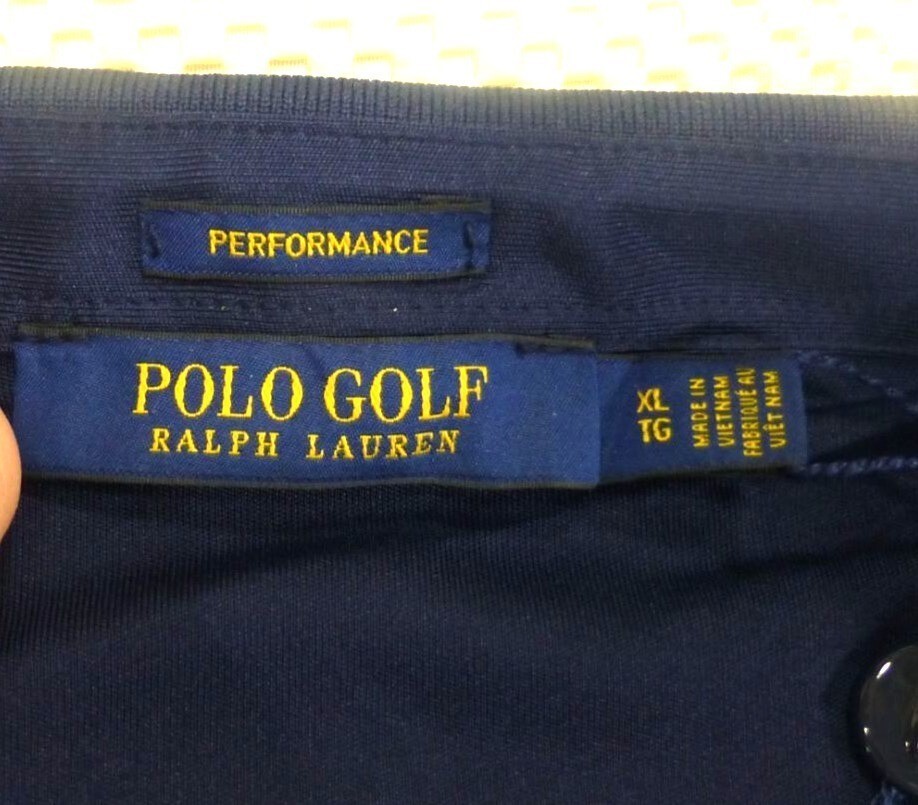 PERFORMANCE
POLO GOLF
RALPH LAUREN
XL
TG
MADE IN
VIETNAM
FABRIQUÉ AU
VIÊT NAM